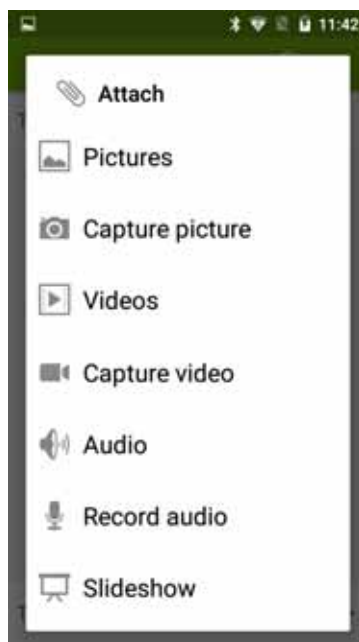 11:42
Attach
Pictures
Capture picture
Videos
Capture video
Audio
Record audio
Slideshow